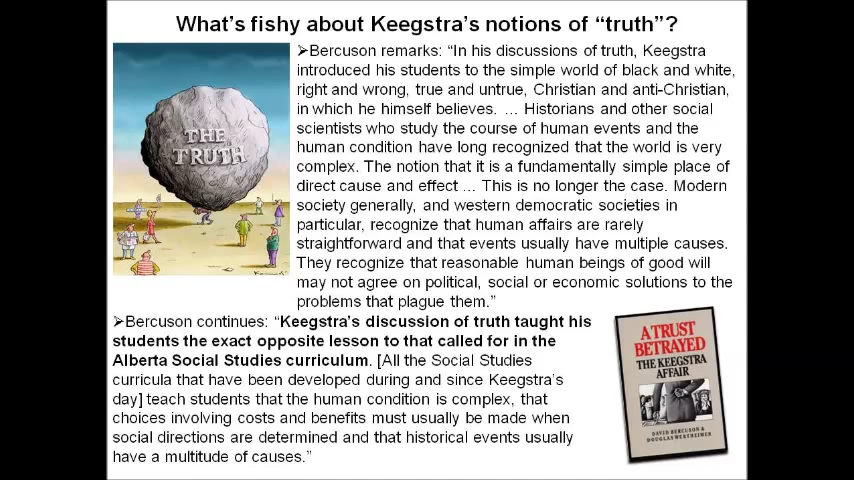 What's fishy about Keegstra's notions of “truth”?
THE
TRUTH
➢Bercuson remarks: “In his discussions of truth, Keegstra
introduced his students to the simple world of black and white,
right and wrong, true and untrue, Christian and anti-Christian,
in which he himself believes. … Historians and other social
scientists who study the course of human events and the
human condition have long recognized that the world is very
complex. The notion that it is a fundamentally simple place of
direct cause and effect … This is no longer the case. Modern
society generally, and western democratic societies in
particular, recognize that human affairs are rarely
straightforward and that events usually have multiple causes.
They recognize that reasonable human beings of good will
may not agree on political, social or economic solutions to the
problems that plague them.”
➢Bercuson continues: “Keegstra's discussion of truth taught his
students the exact opposite lesson to that called for in the
Alberta Social Studies curriculum. [All the Social Studies
curricula that have been developed during and since Keegstra's
day] teach students that the human condition is complex, that
choices involving costs and benefits must usually be made when
social directions are determined and that historical events usually
have a multitude of causes.”
A TRUST
BETRAYED
THE KEEGSTRA
AFFAIR
DAVID BERCUSON &
DOUGLAS WERTHEIMER